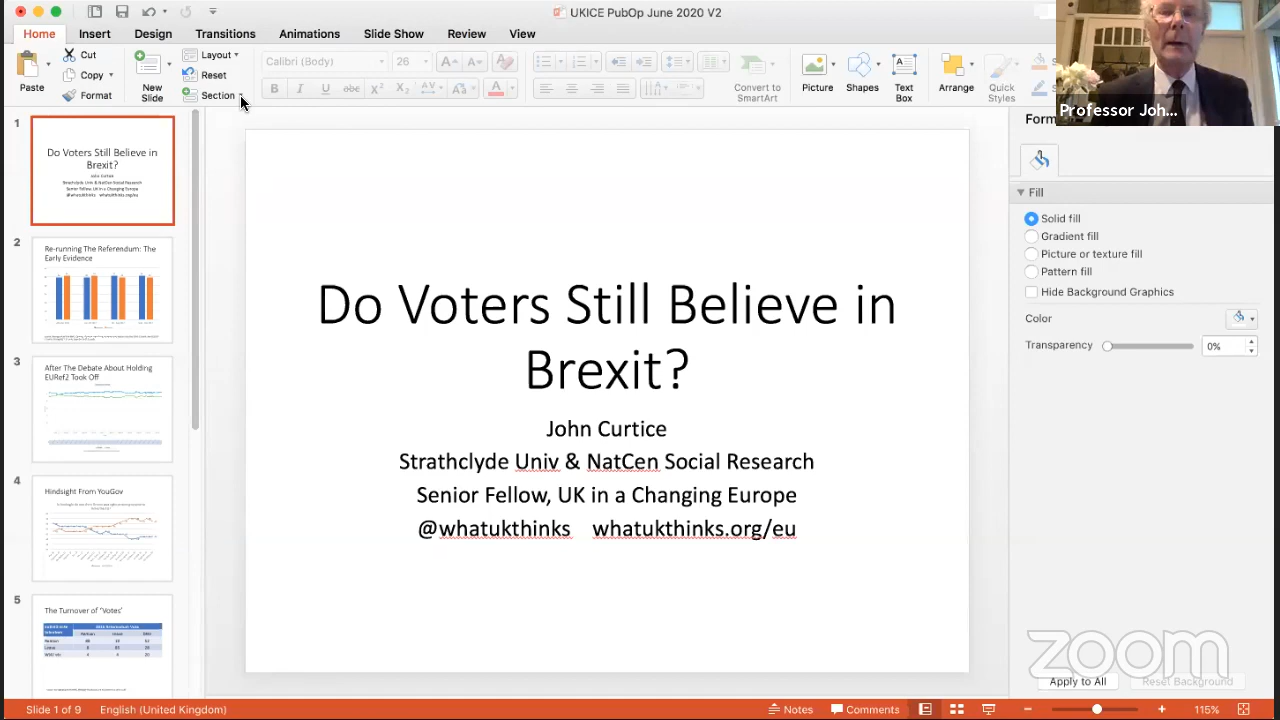 UKICE PubOp June 2020 V2
Home Insert Design Transitions Animations Slide Show Review View
Paste
Cut
Copy
Format
New Slide
Layout
Reset
Section
Calibri (Body) 26
B I U abc X² X₂ AV Aa A
Convert to SmartArt
Picture
Shapes
Text Box
Arrange
Quick Styles
Professor Joh...
1
Do Voters Still Believe in
Brexit?
John Curtice
Strathclyde Univ & NatCen Social Research
Senior Fellow, UK in a Changing Europe
@whatukthinks whatukthinks.org/eu
2
Re-running The Referendum: The
Early Evidence
3
After The Debate About Holding
EURef2 Took Off
4
Hindsight From YouGov
5
The Turnover of 'Votes'
Do Voters Still Believe in
Brexit?
John Curtice
Strathclyde Univ & NatCen Social Research
Senior Fellow, UK in a Changing Europe
@whatukthinks whatukthinks.org/eu
Fill
Solid fill
Gradient fill
Picture or texture fill
Pattern fill
Hide Background Graphics
Color
Transparency 0%
zoom
Apply to All Reset Background
Slide 1 of 9 English (United Kingdom) Notes Comments 115%